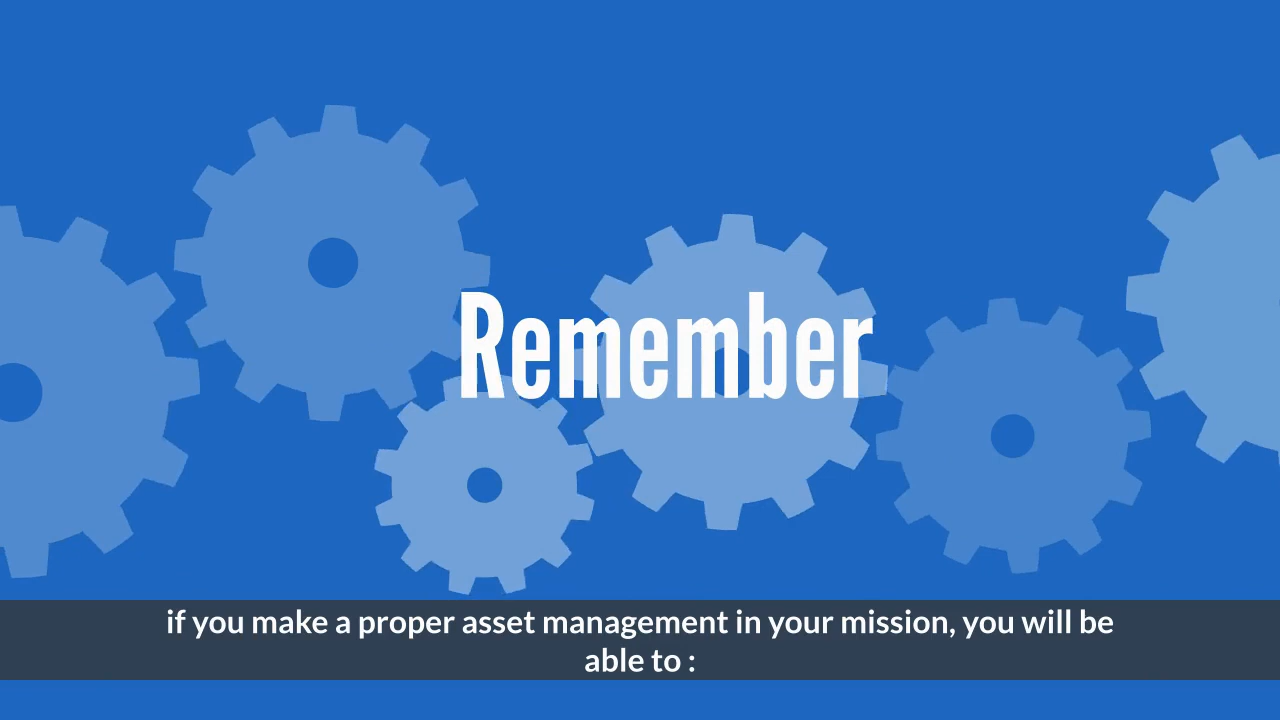 Remember
if you make a proper asset management in your mission, you will be
able to :